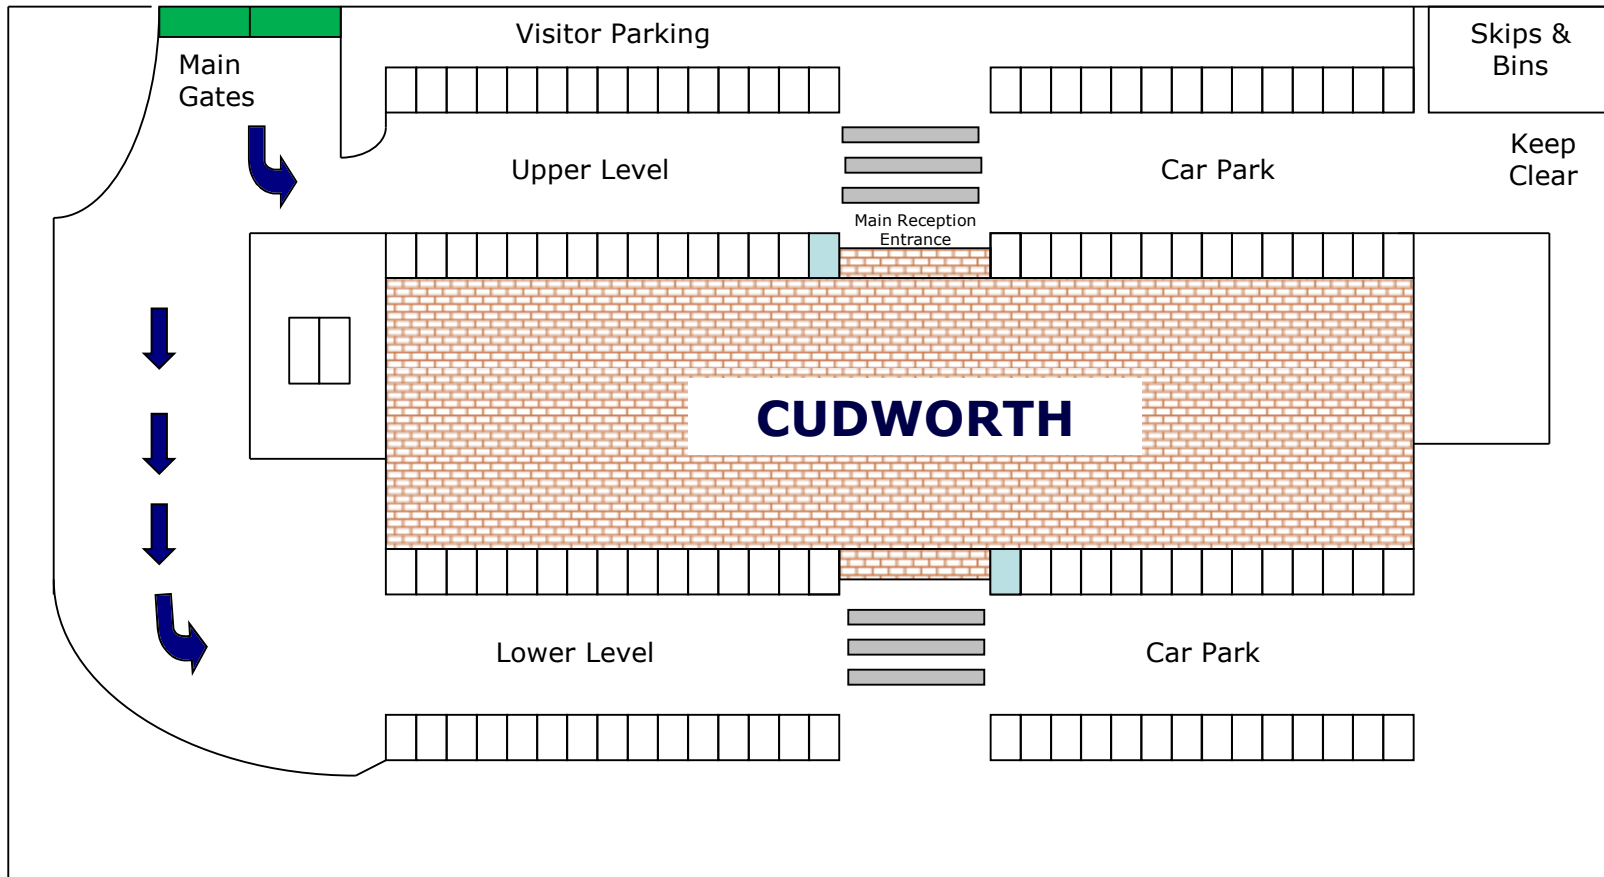 Visitor Parking
Skips &
Bins
Main
Gates
Keep
Clear
Upper Level
Car Park
Main Reception
Entrance
CUDWORTH
Lower Level
Car Park